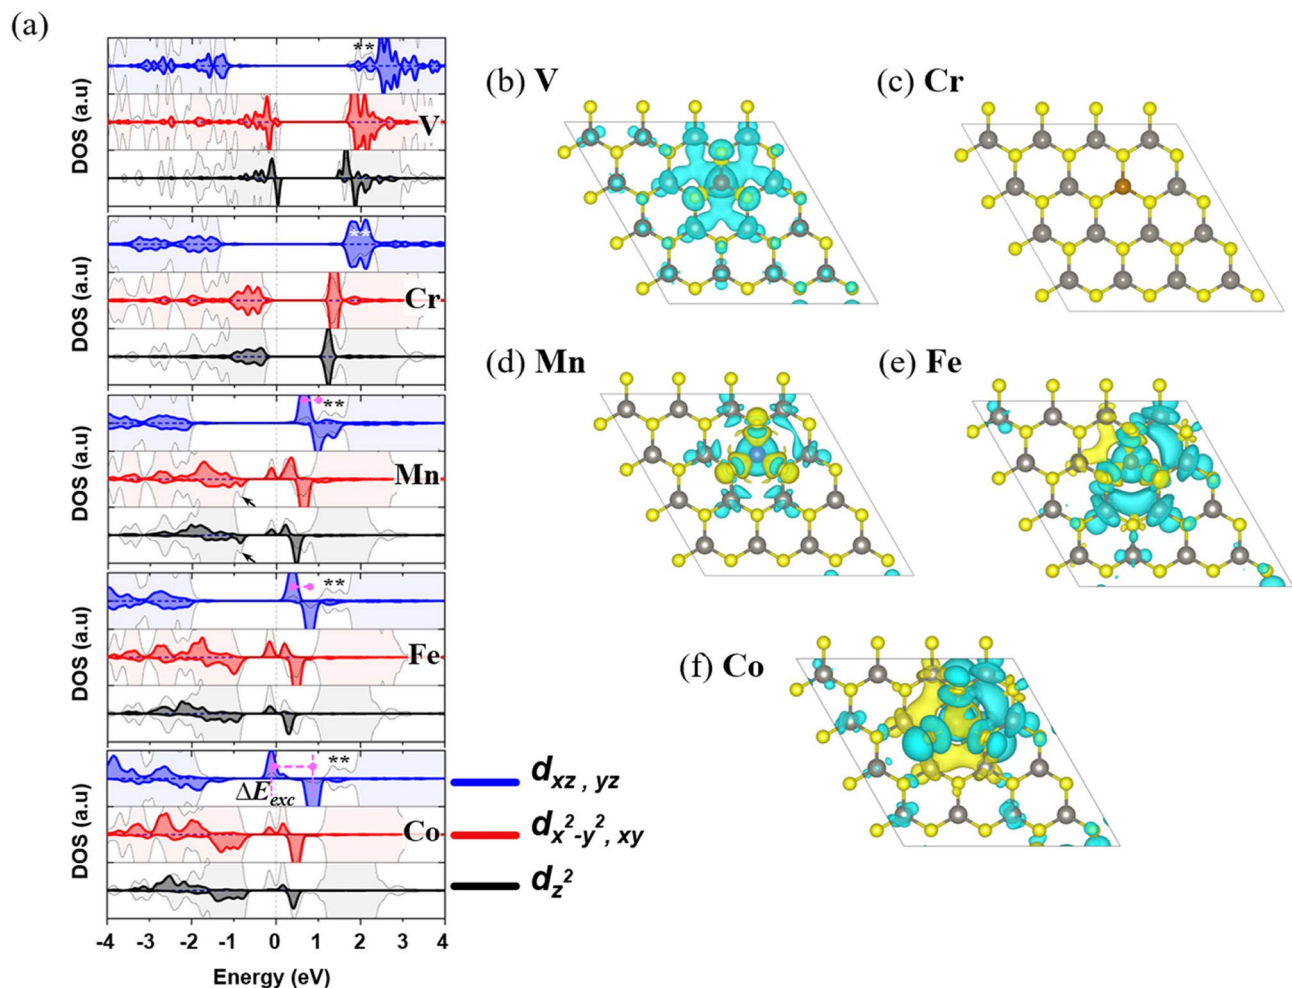 (a)
DOS (a.u)
**
V
DOS (a.u)
**
Cr
DOS (a.u)
**
Mn
DOS (a.u)
**
Fe
DOS (a.u)
**
ΔE_exc
Co
-4 -3 -2 -1 0 1 2 3 4
Energy (eV)
d_xz , yz
d_x²-y², xy
d_z²
(b) V
(c) Cr
(d) Mn
(e) Fe
(f) Co